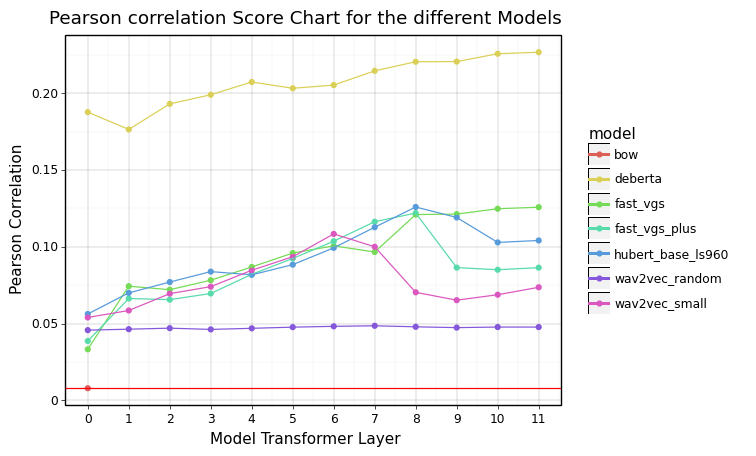 Pearson correlation Score Chart for the different Models
Pearson Correlation
0.20
0.15
0.10
0.05
0
0 1 2 3 4 5 6 7 8 9 10 11
Model Transformer Layer
model
bow
deberta
fast_vgs
fast_vgs_plus
hubert_base_ls960
wav2vec_random
wav2vec_small